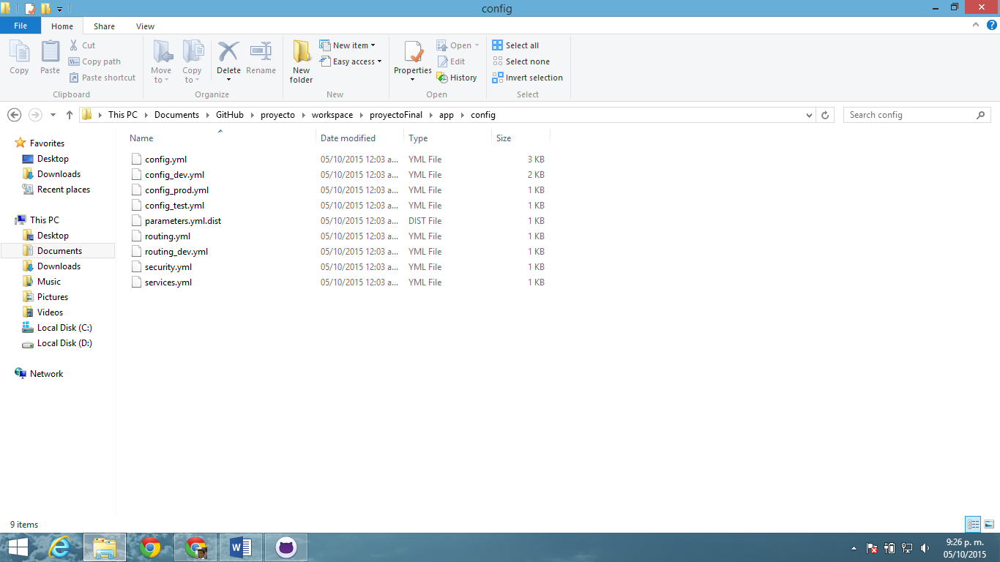 config
File Home Share View
Copy
Paste
Cut
Copy path
Paste shortcut
Clipboard
Move to
Copy to
Delete
Rename
Organize
New folder
New item
Easy access
New
Properties
Open
Edit
History
Open
Select all
Select none
Invert selection
Select
This PC Documents GitHub proyecto workspace proyectoFinal app config
Search config
Favorites
Desktop
Downloads
Recent places
This PC
Desktop
Documents
Downloads
Music
Pictures
Videos
Local Disk (C:)
Local Disk (D:)
Network
Name Date modified Type Size
config.yml 05/10/2015 12:03 a... YML File 3 KB
config_dev.yml 05/10/2015 12:03 a... YML File 2 KB
config_prod.yml 05/10/2015 12:03 a... YML File 1 KB
config_test.yml 05/10/2015 12:03 a... YML File 1 KB
parameters.yml.dist 05/10/2015 12:03 a... DIST File 1 KB
routing.yml 05/10/2015 12:03 a... YML File 1 KB
routing_dev.yml 05/10/2015 12:03 a... YML File 1 KB
security.yml 05/10/2015 12:03 a... YML File 1 KB
services.yml 05/10/2015 12:03 a... YML File 1 KB
9 items
9:26 p. m.
05/10/2015